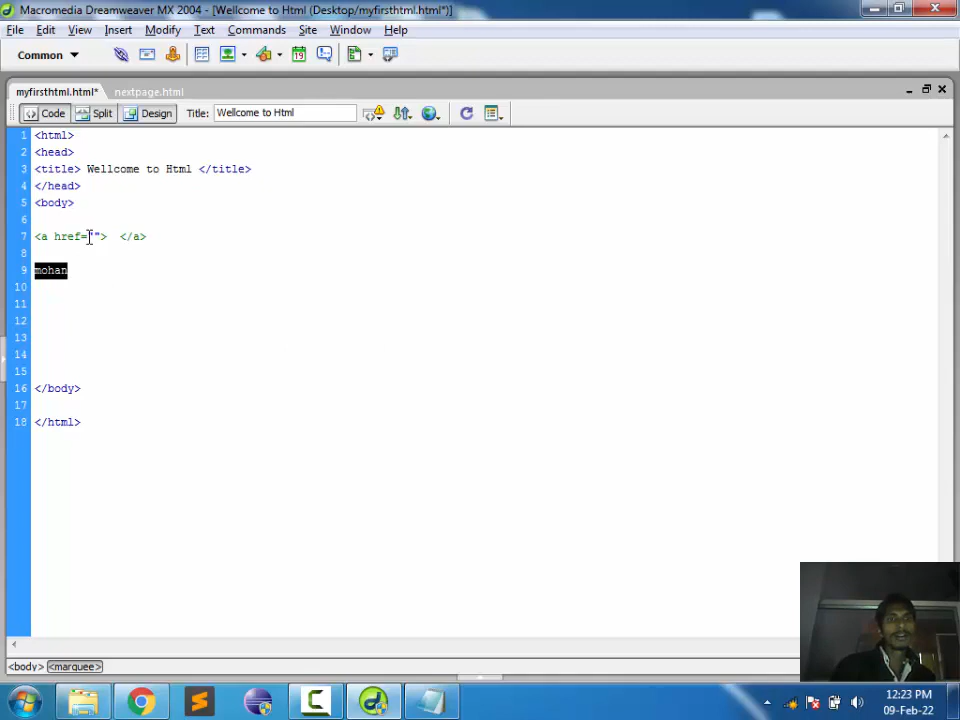 Macromedia Dreamweaver MX 2004 - [Wellcome to Html (Desktop/myfirsthtml.html*)]
File Edit View Insert Modify Text Commands Site Window Help
Common
myfirsthtml.html* nextpage.html
Code Split Design Title: Wellcome to Html
1 <html>
2 <head>
3 <title> Wellcome to Html </title>
4 </head>
5 <body>
6
7 <a href=""> </a>
8
9 mohan
10
11
12
13
14
15
16 </body>
17
18 </html>
<body> <marquee>
12:23 PM
09-Feb-22